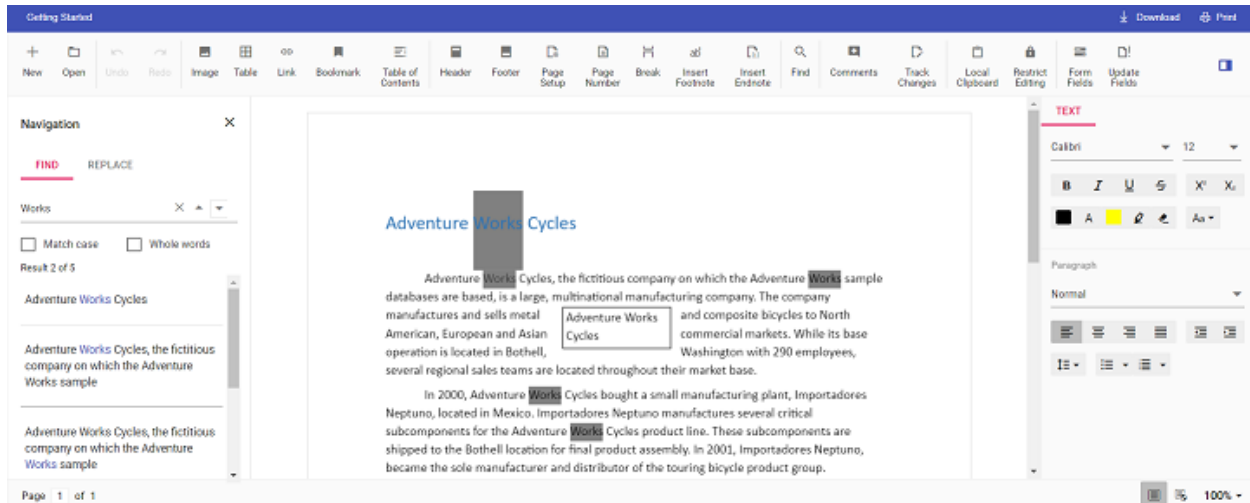 Getting Started
Download Print
New Open Undo Redo Image Table Link Bookmark Table of Contents Header Footer Page Setup Page Number Break Insert Footnote Insert Endnote Find Comments Track Changes Local Clipboard Restrict Editing Form Fields Update Fields
Navigation
FIND REPLACE
Works
Match case Whole words
Result 2 of 5
Adventure Works Cycles
Adventure Works Cycles, the fictitious
company on which the Adventure
Works sample
Adventure Works Cycles, the fictitious
company on which the Adventure
Works sample
Adventure Works Cycles
Adventure Works Cycles, the fictitious company on which the Adventure Works sample
databases are based, is a large, multinational manufacturing company. The company
manufactures and sells metal and composite bicycles to North
American, European and Asian commercial markets. While its base
operation is located in Bothell, Washington with 290 employees,
several regional sales teams are located throughout their market base.
Adventure Works
Cycles
In 2000, Adventure Works Cycles bought a small manufacturing plant, Importadores
Neptuno, located in Mexico. Importadores Neptuno manufactures several critical
subcomponents for the Adventure Works Cycles product line. These subcomponents are
shipped to the Bothell location for final product assembly. In 2001, Importadores Neptuno,
became the sole manufacturer and distributor of the touring bicycle product group.
TEXT
Calibri 12
B I U S X² X₂
A Aa
Paragraph
Normal
Page 1 of 1
100%